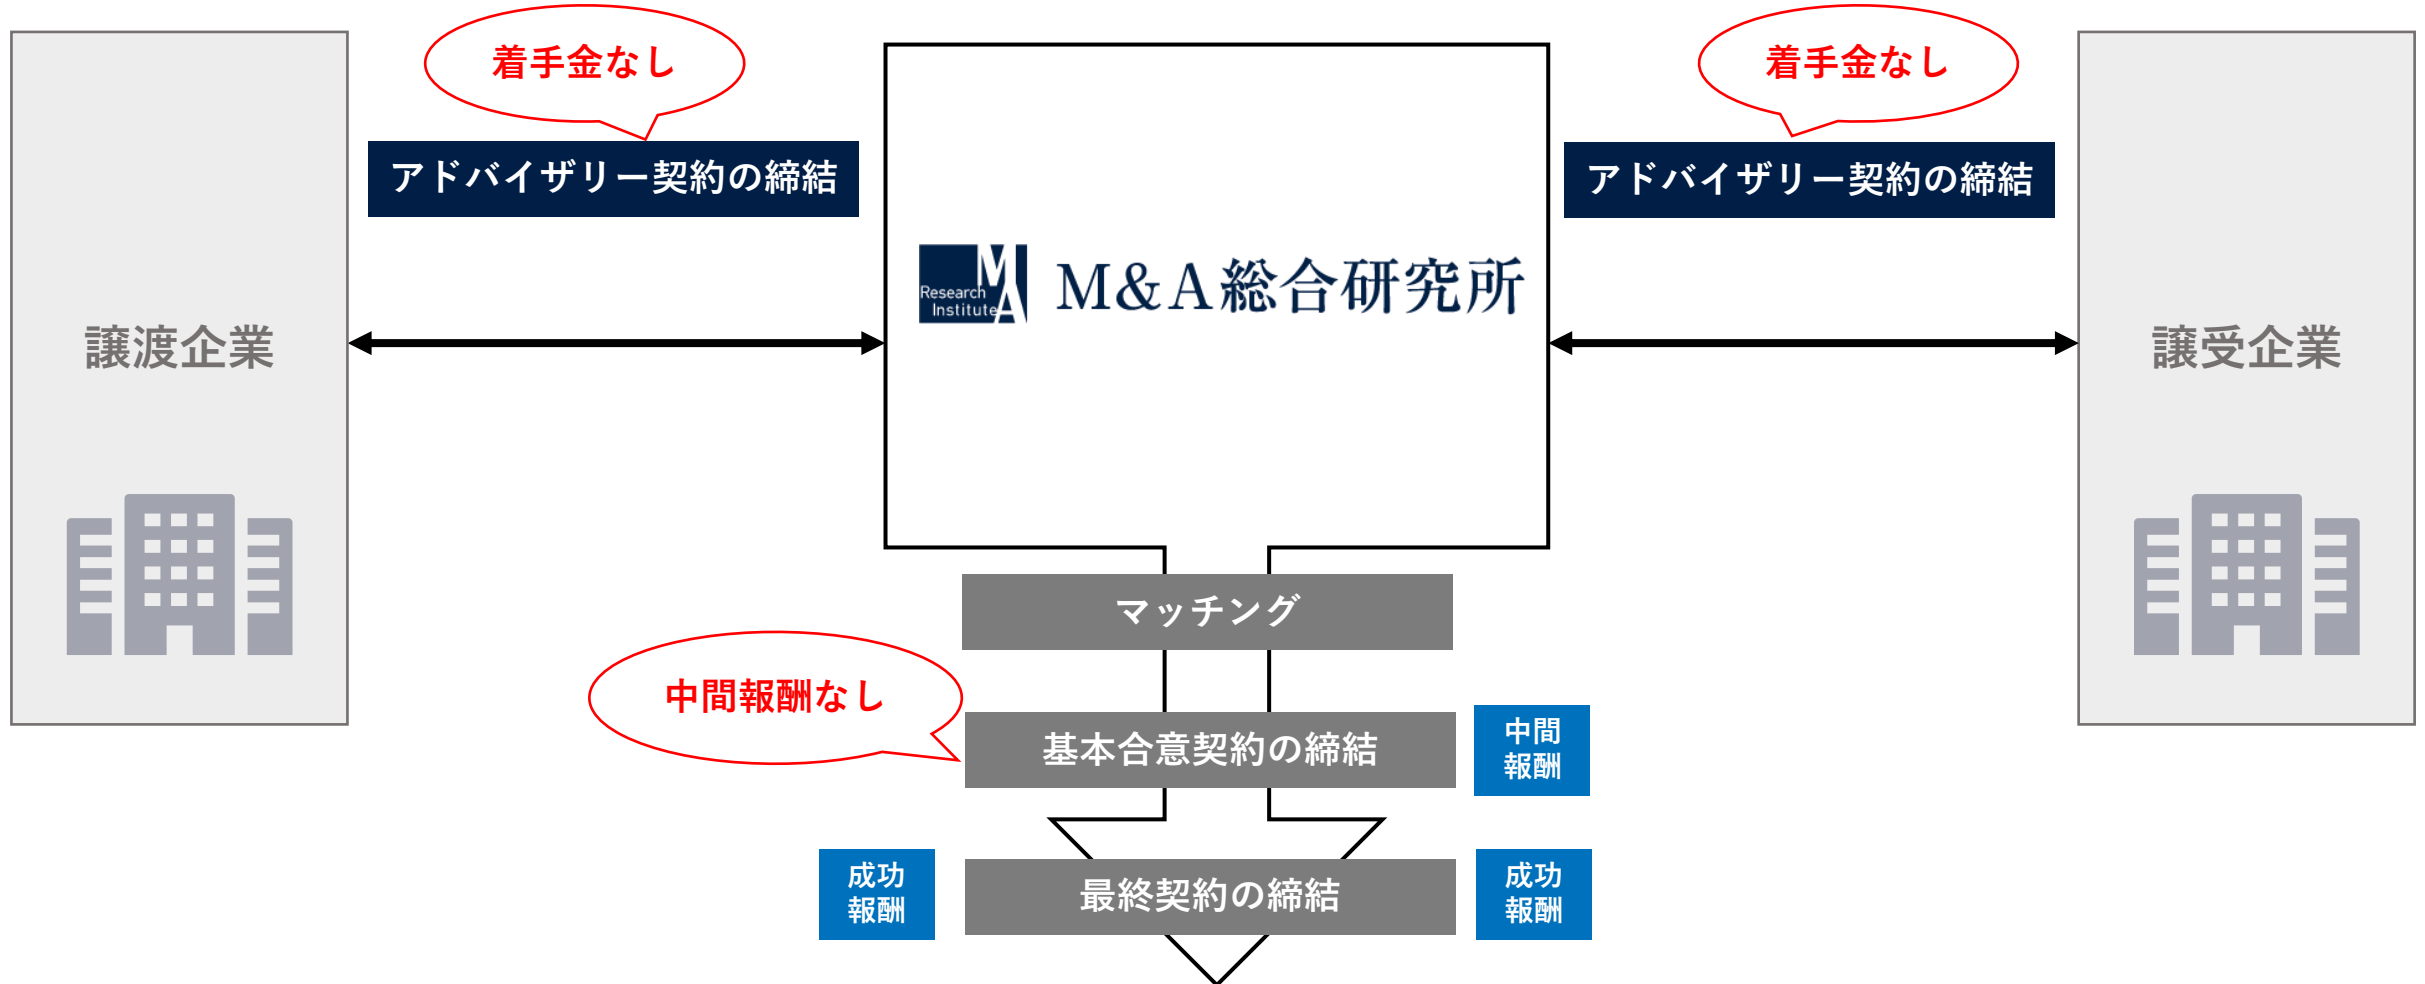 着手金なし
着手金なし
アドバイザリー契約の締結
アドバイザリー契約の締結
MA
Research
Institute
M&A総合研究所
譲渡企業
譲受企業
マッチング
中間報酬なし
基本合意契約の締結
中間
報酬
成功
報酬
最終契約の締結
成功
報酬